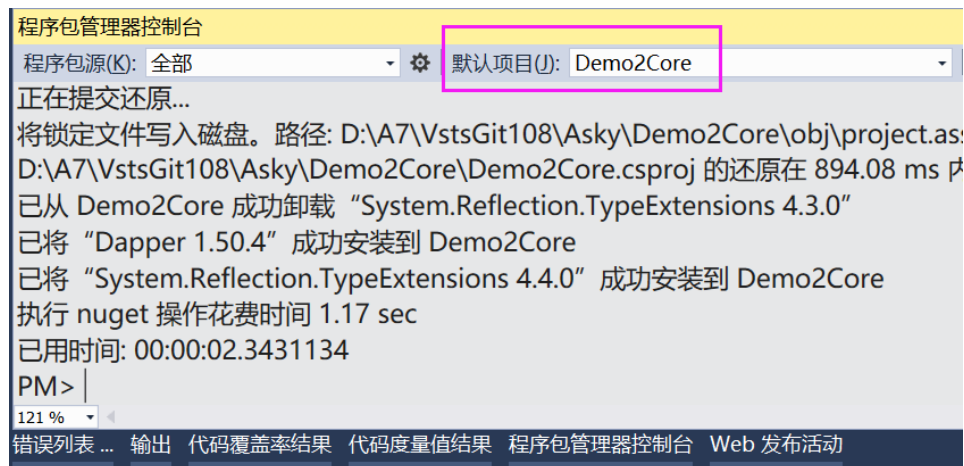 程序包管理器控制台
程序包源(K): 全部 默认项目(J): Demo2Core
正在提交还原...
将锁定文件写入磁盘。路径: D:\A7\VstsGit108\Asky\Demo2Core\obj\project.ass
D:\A7\VstsGit108\Asky\Demo2Core\Demo2Core.csproj 的还原在 894.08 ms 内
已从 Demo2Core 成功卸载“System.Reflection.TypeExtensions 4.3.0”
已将“Dapper 1.50.4”成功安装到 Demo2Core
已将“System.Reflection.TypeExtensions 4.4.0”成功安装到 Demo2Core
执行 nuget 操作花费时间 1.17 sec
已用时间: 00:00:02.3431134
PM>
121 %
错误列表 ... 输出 代码覆盖率结果 代码度量值结果 程序包管理器控制台 Web 发布活动